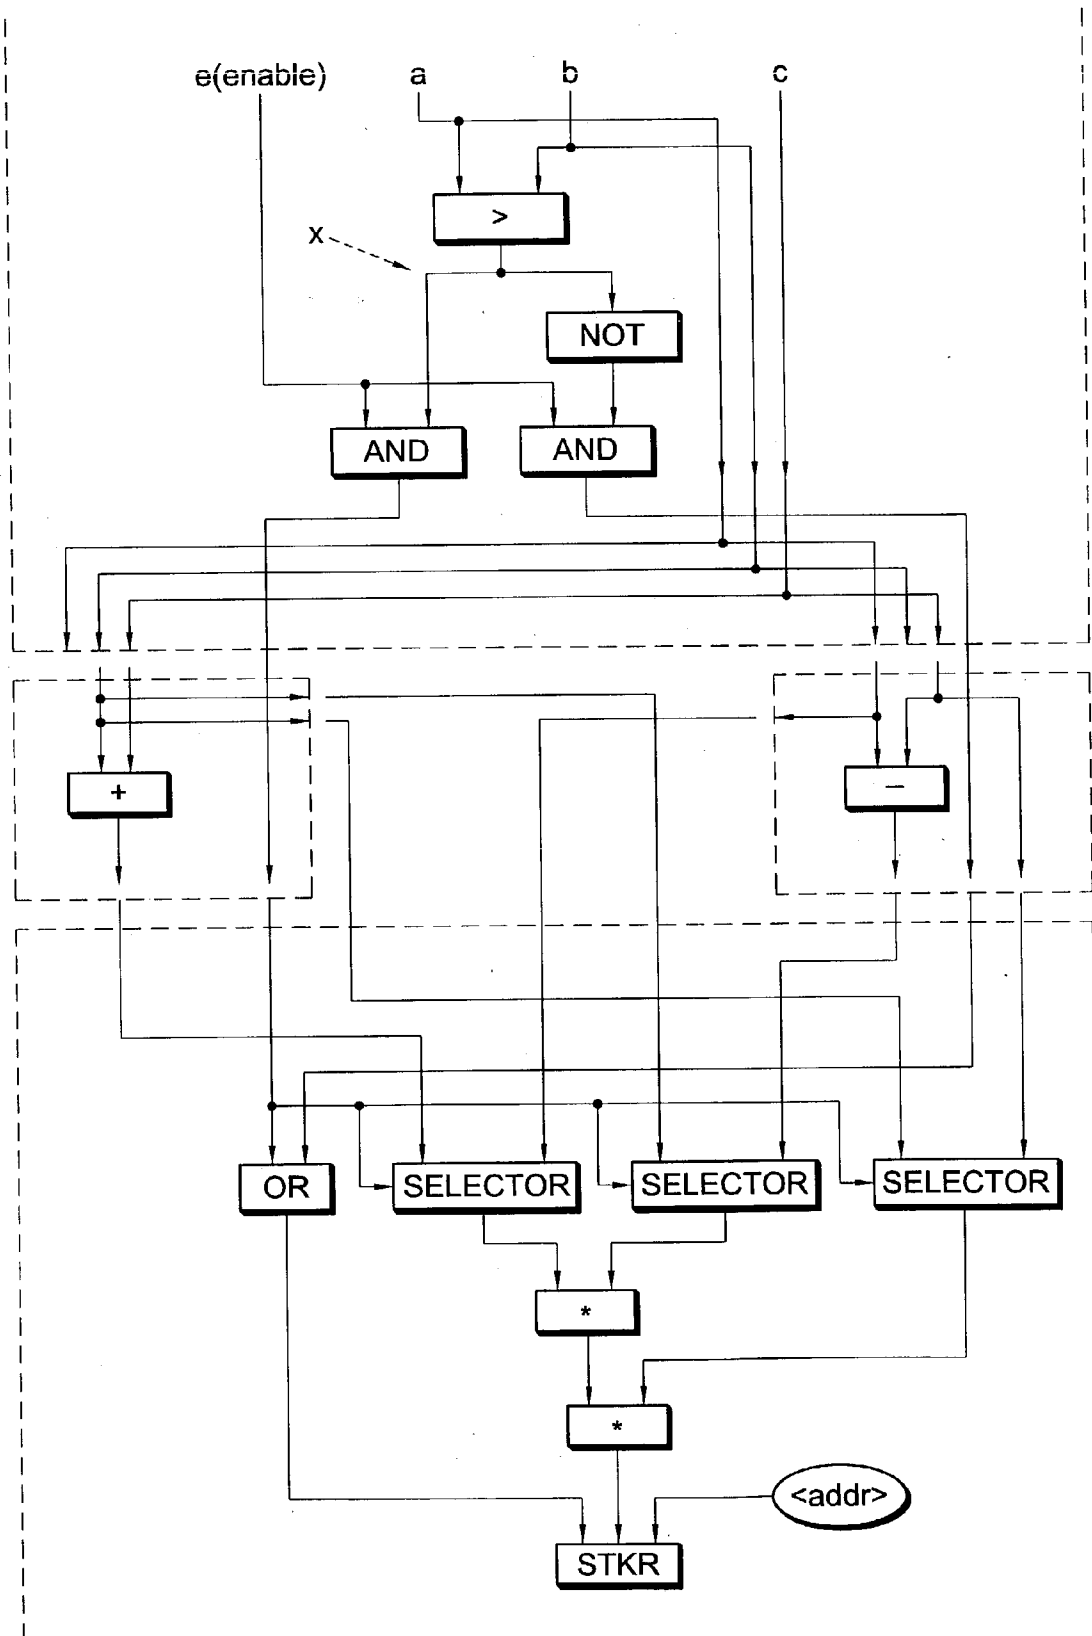 e(enable) a b c
>
x
NOT
AND AND
+ −
OR SELECTOR SELECTOR SELECTOR
*
*
<addr>
STKR